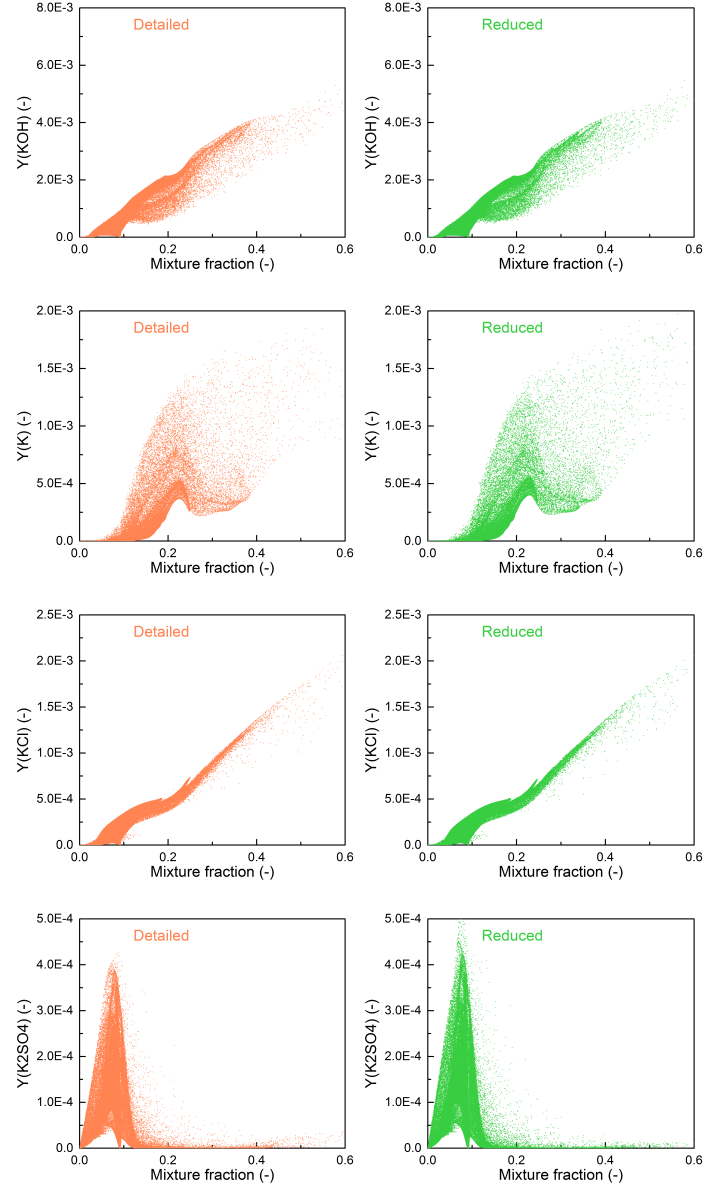 8.0E-3
6.0E-3
4.0E-3
2.0E-3
0.0
Y(KOH) (-)
Detailed
0.0 0.2 0.4 0.6
Mixture fraction (-)
8.0E-3
6.0E-3
4.0E-3
2.0E-3
0.0
Y(KOH) (-)
Reduced
0.0 0.2 0.4 0.6
Mixture fraction (-)
2.0E-3
1.5E-3
1.0E-3
5.0E-4
0.0
Y(K) (-)
Detailed
0.0 0.2 0.4 0.6
Mixture fraction (-)
2.0E-3
1.5E-3
1.0E-3
5.0E-4
0.0
Y(K) (-)
Reduced
0.0 0.2 0.4 0.6
Mixture fraction (-)
2.5E-3
2.0E-3
1.5E-3
1.0E-3
5.0E-4
0.0
Y(KCl) (-)
Detailed
0.0 0.2 0.4 0.6
Mixture fraction (-)
2.5E-3
2.0E-3
1.5E-3
1.0E-3
5.0E-4
0.0
Y(KCl) (-)
Reduced
0.0 0.2 0.4 0.6
Mixture fraction (-)
5.0E-4
4.0E-4
3.0E-4
2.0E-4
1.0E-4
0.0
Y(K2SO4) (-)
Detailed
0.0 0.2 0.4 0.6
Mixture fraction (-)
5.0E-4
4.0E-4
3.0E-4
2.0E-4
1.0E-4
0.0
Y(K2SO4) (-)
Reduced
0.0 0.2 0.4 0.6
Mixture fraction (-)